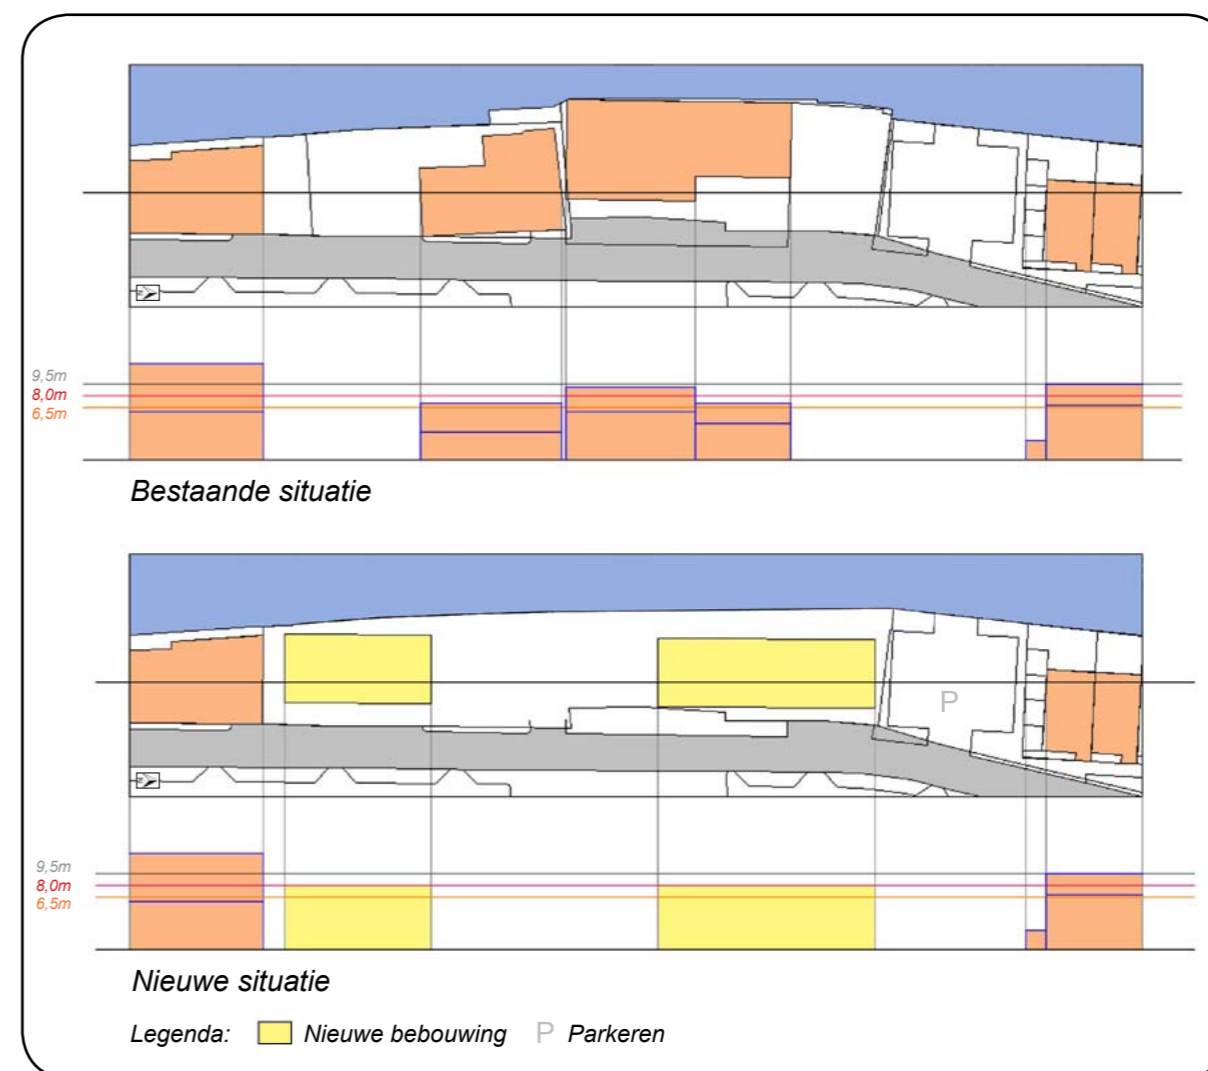 9,5m
8,0m
6,5m
Bestaande situatie
P
9,5m
8,0m
6,5m
Nieuwe situatie
Legenda: Nieuwe bebouwing P Parkeren